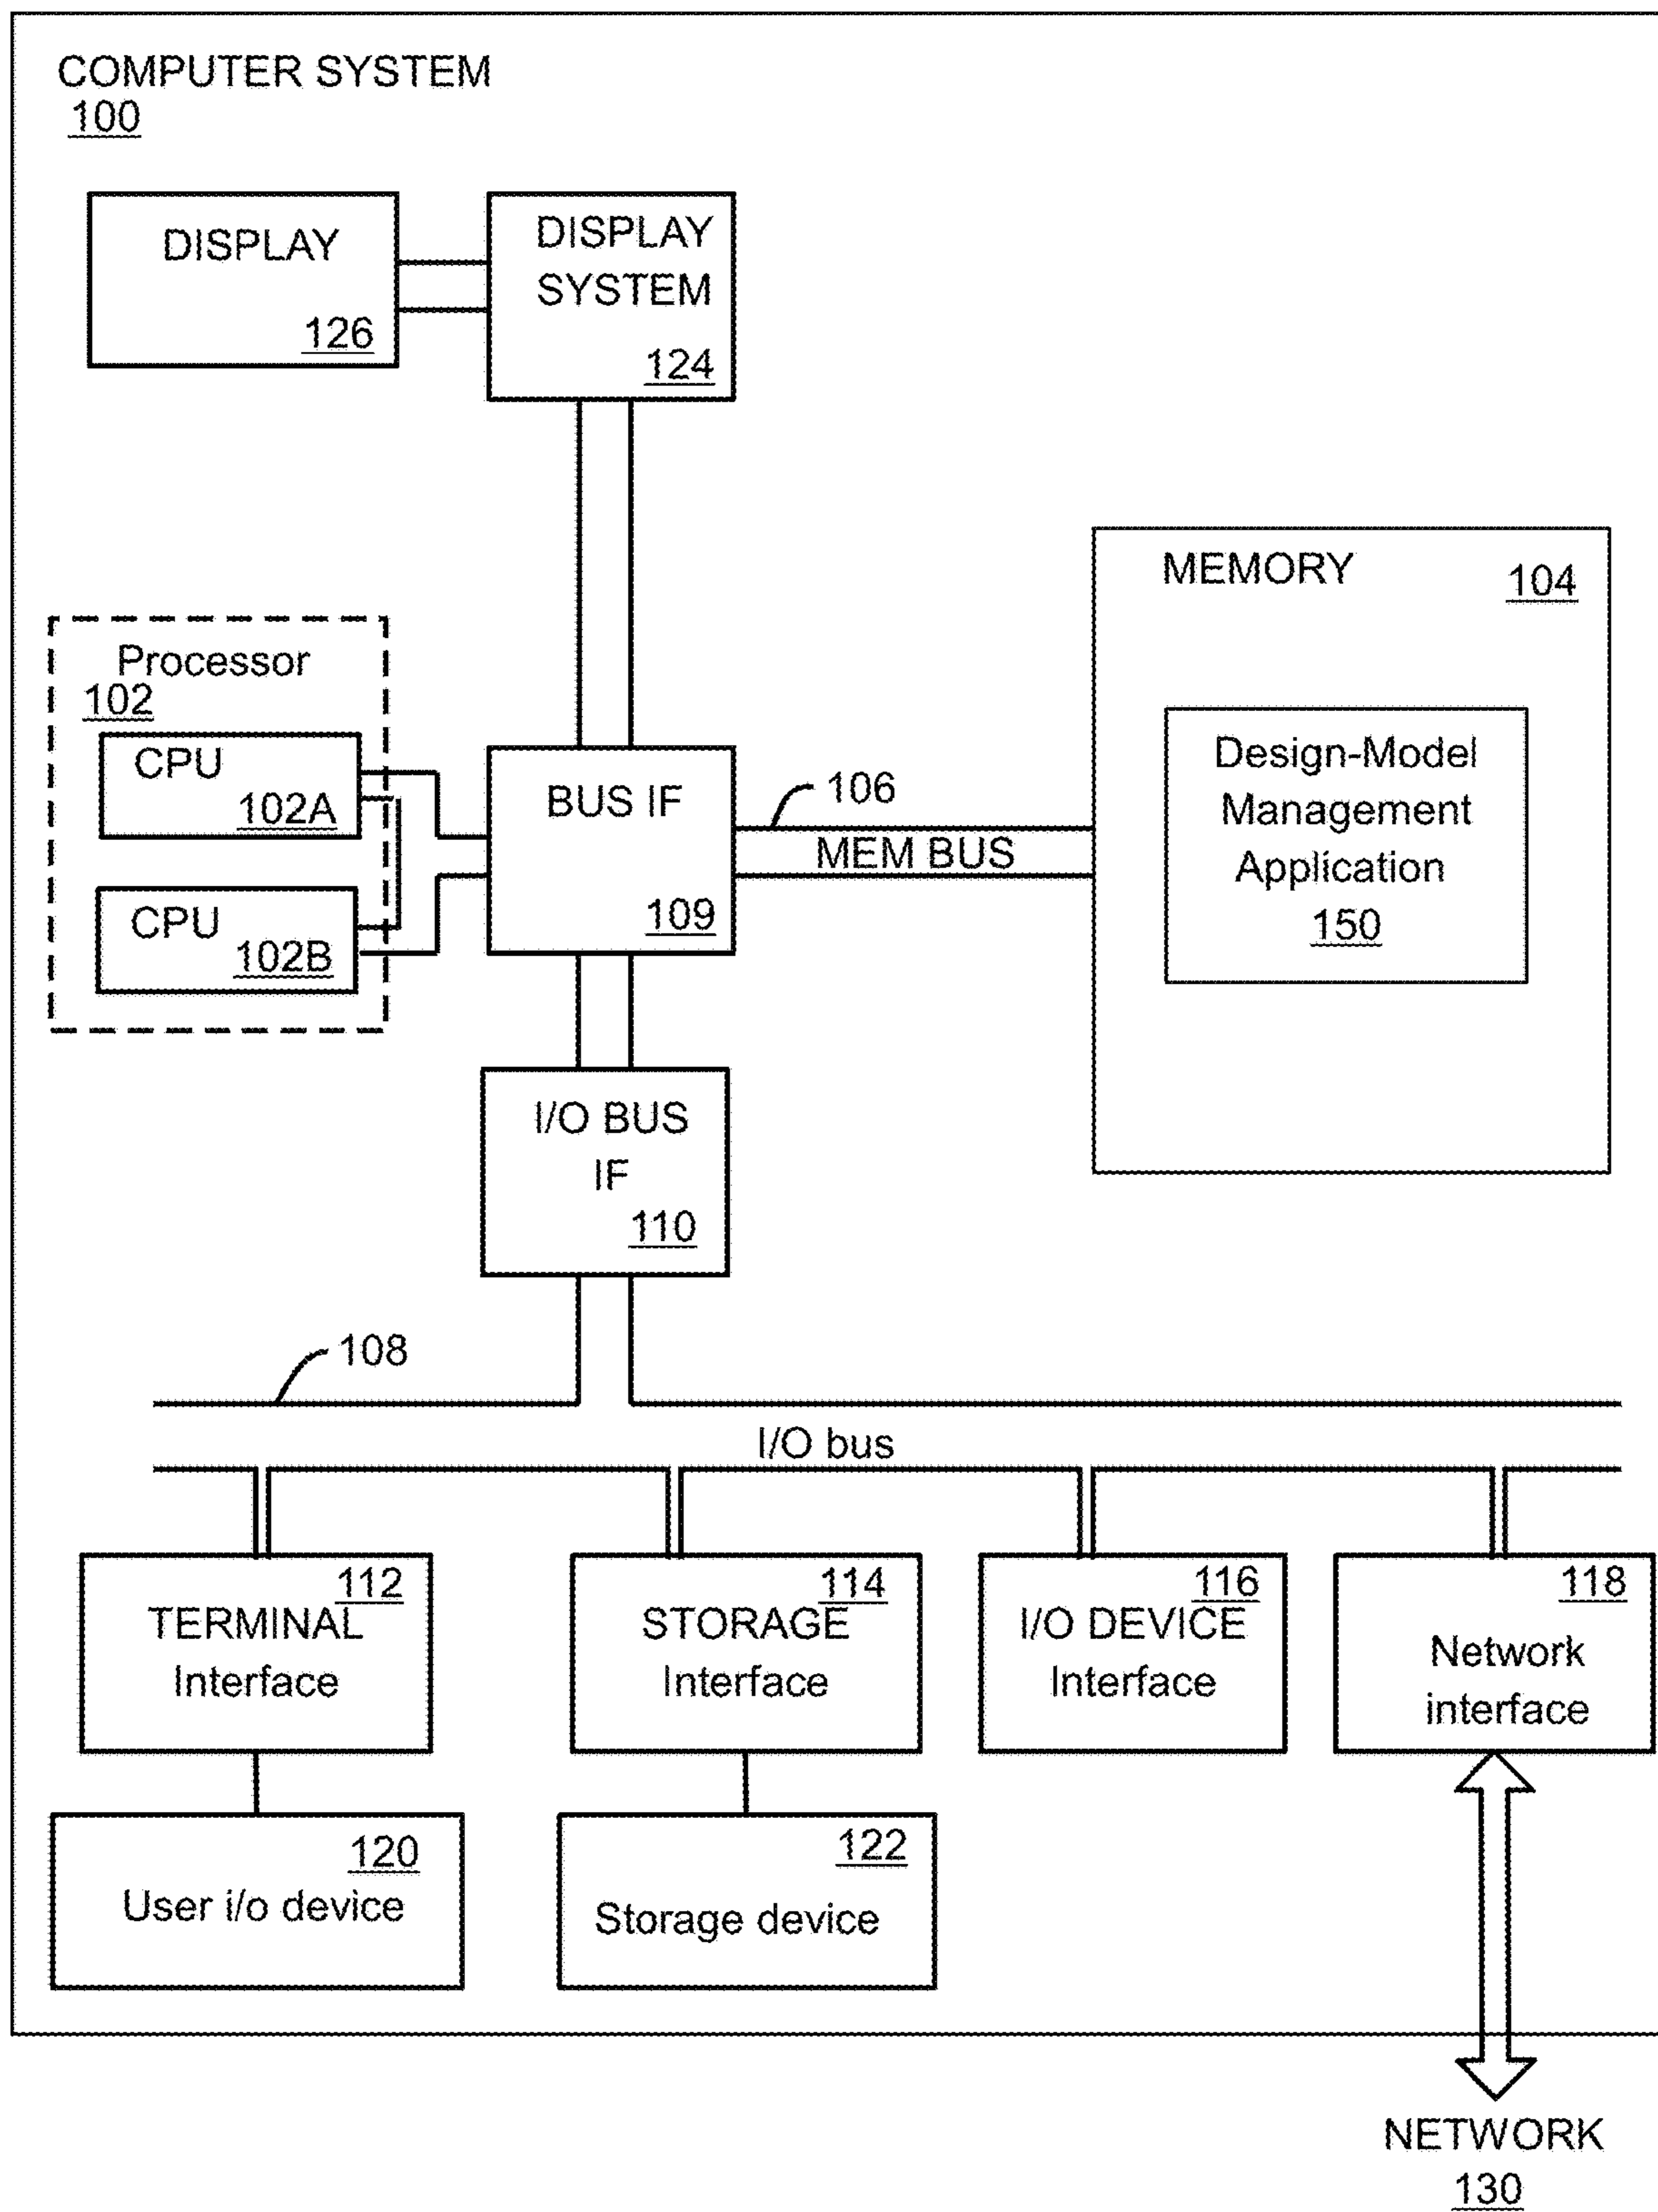 COMPUTER SYSTEM
100
DISPLAY
126
DISPLAY
SYSTEM
124
MEMORY
104
Processor
102
CPU
102A
CPU
102B
BUS IF
109
106
MEM BUS
Design-Model
Management
Application
150
I/O BUS
IF
110
108
I/O bus
112
TERMINAL
Interface
114
STORAGE
Interface
116
I/O DEVICE
Interface
118
Network
interface
120
User i/o device
122
Storage device
NETWORK
130